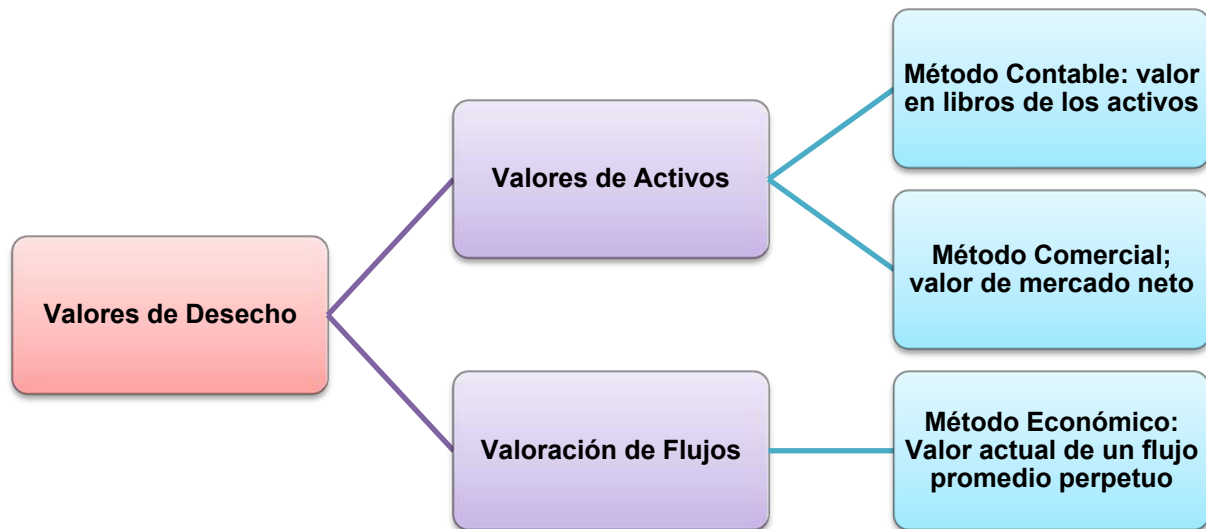 Valores de Desecho
Valores de Activos
Método Contable: valor
en libros de los activos
Método Comercial;
valor de mercado neto
Valoración de Flujos
Método Económico:
Valor actual de un flujo
promedio perpetuo